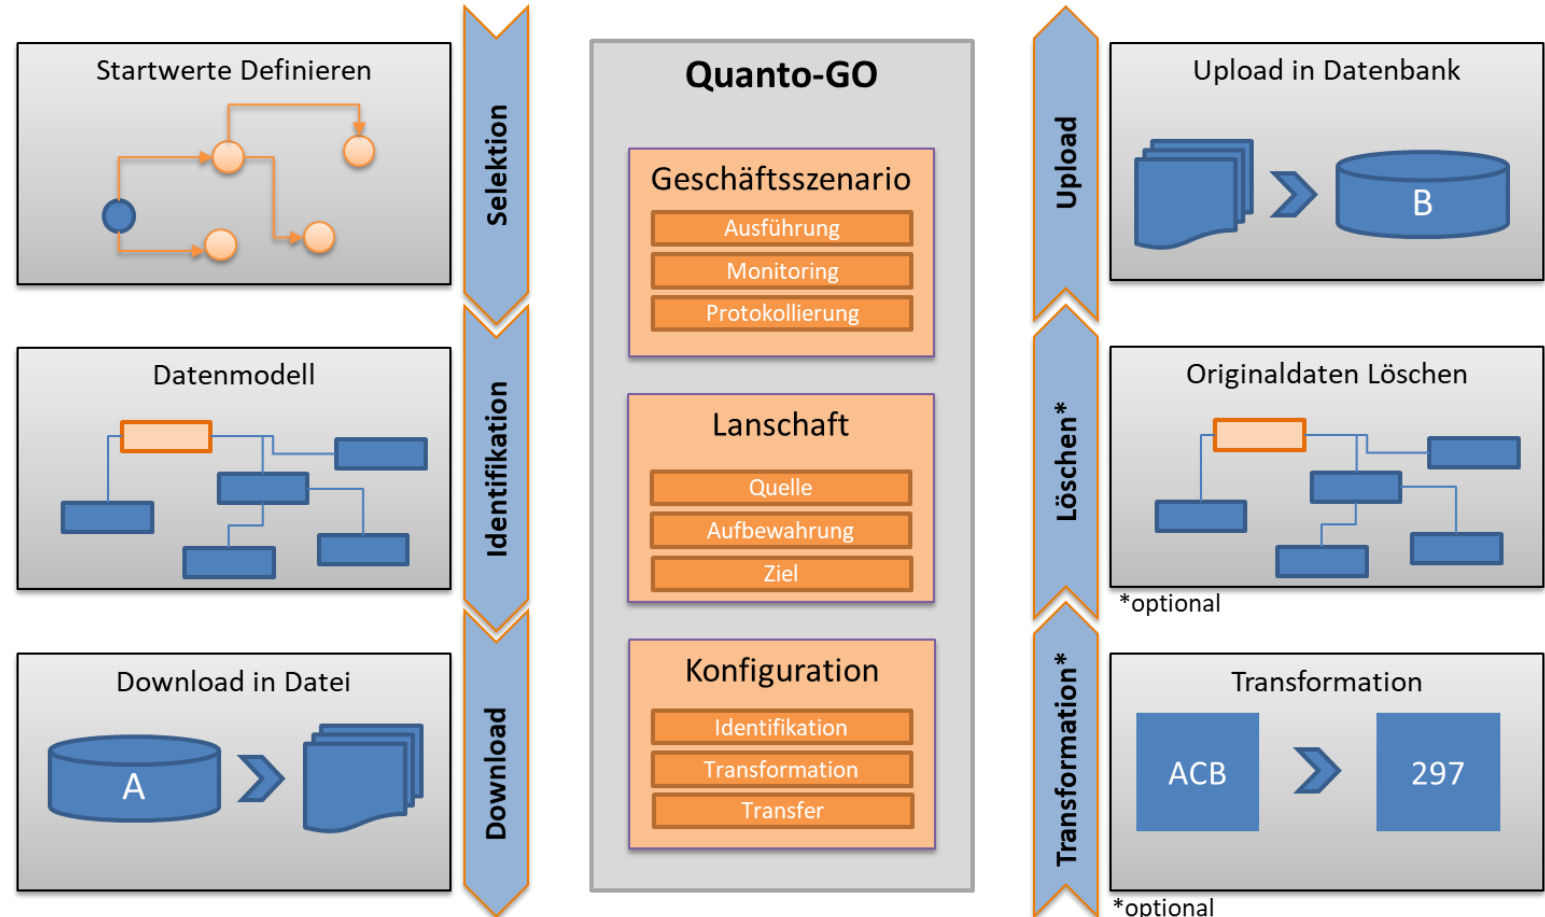 Startwerte Definieren
Selektion
Datenmodell
Identifikation
Download in Datei
A
Download
Quanto-GO
Geschäftsszenario
Ausführung
Monitoring
Protokollierung
Lanschaft
Quelle
Aufbewahrung
Ziel
Konfiguration
Identifikation
Transformation
Transfer
Upload
Upload in Datenbank
B
Löschen*
Originaldaten Löschen
*optional
Transformation*
Transformation
ACB
297
*optional